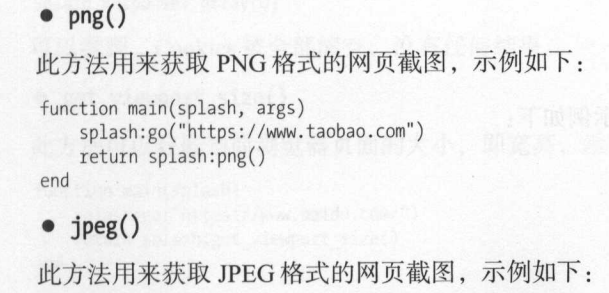 ● png()
此方法用来获取 PNG 格式的网页截图，示例如下：
function main(splash, args)
    splash:go("https://www.taobao.com")
    return splash:png()
end
● jpeg()
此方法用来获取 JPEG 格式的网页截图，示例如下：